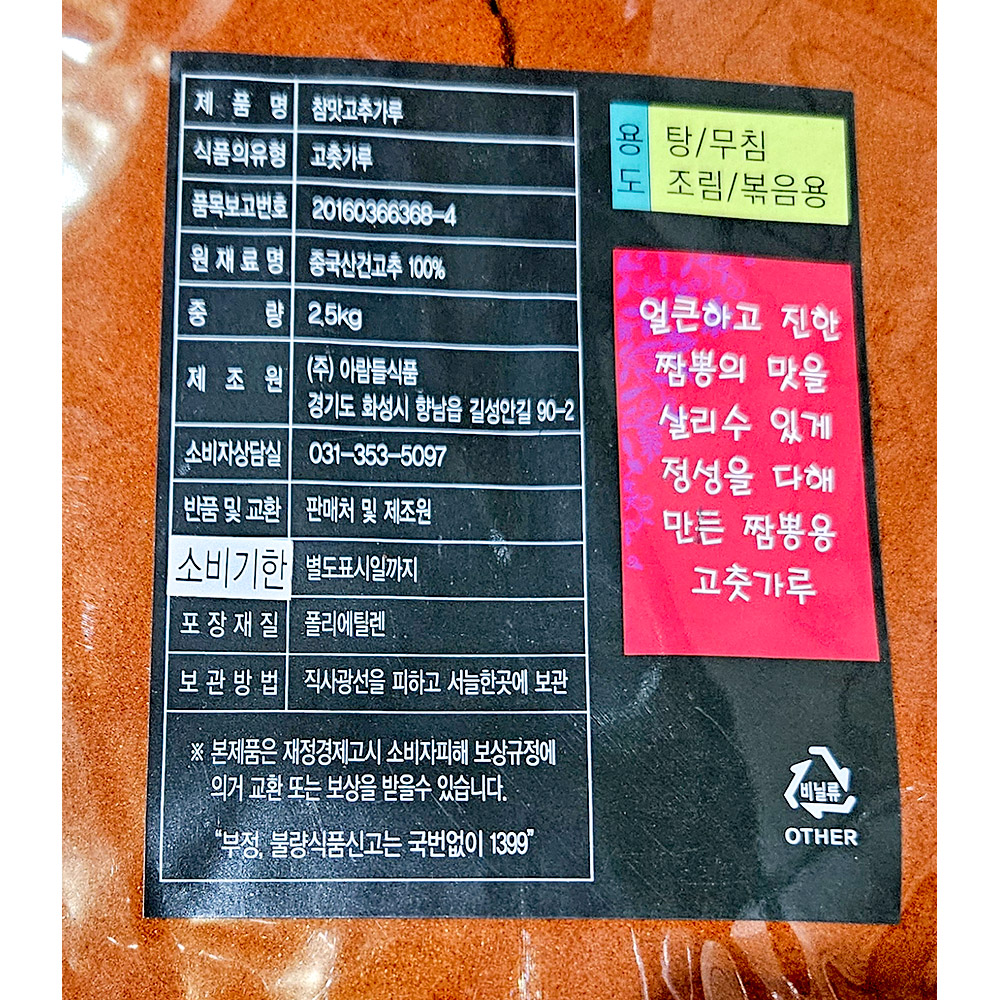 제품명 참맛고추가루
식품의유형 고춧가루
품목보고번호 20160366368-4
원재료명 중국산건고추 100%
중량 2.5kg
제조원 (주) 아람들식품
경기도 화성시 향남읍 길성안길 90-2
소비자상담실 031-353-5097
반품 및 교환 판매처 및 제조원
소비기한 별도표시일까지
포장재질 폴리에틸렌
보관방법 직사광선을 피하고 서늘한곳에 보관
※ 본제품은 재정경제고시 소비자피해 보상규정에
의거 교환 또는 보상을 받을수 있습니다.
“부정, 불량식품신고는 국번없이 1399”
용도
탕/무침
조림/볶음용
얼큰하고 진한
짬뽕의 맛을
살리수 있게
정성을 다해
만든 짬뽕용
고춧가루
비닐류
OTHER